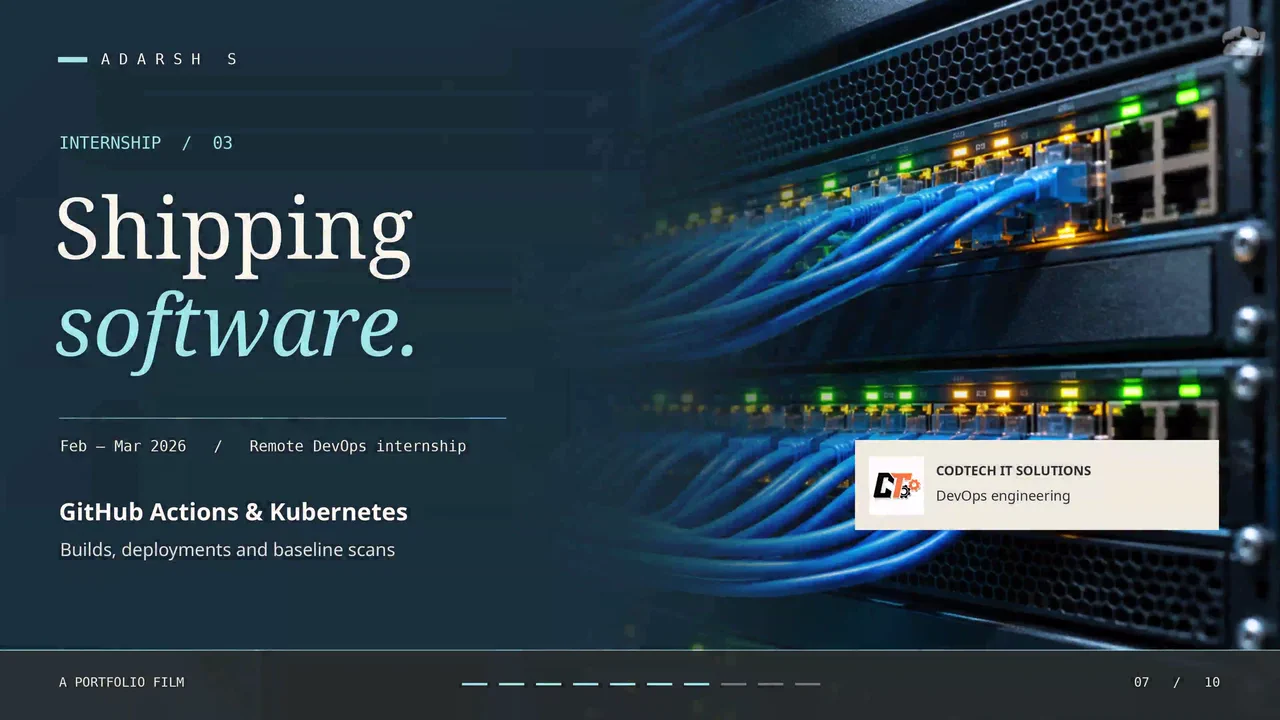 ADARSH S
INTERNSHIP / 03
Shipping
software.
Feb – Mar 2026 / Remote DevOps internship
GitHub Actions & Kubernetes
Builds, deployments and baseline scans
CT
CODTECH IT SOLUTIONS
DevOps engineering
A PORTFOLIO FILM
07 / 10